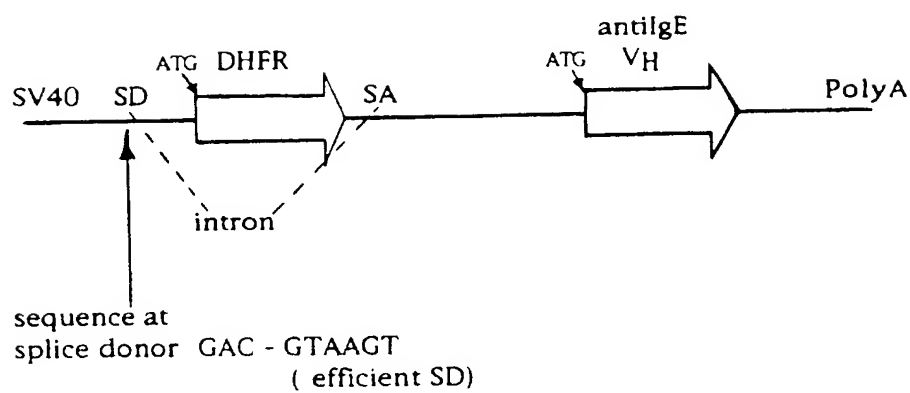 antiIgE
ATG DHFR ATG VH
SV40 SD SA PolyA
intron
sequence at
splice donor GAC - GTAAGT
( efficient SD)